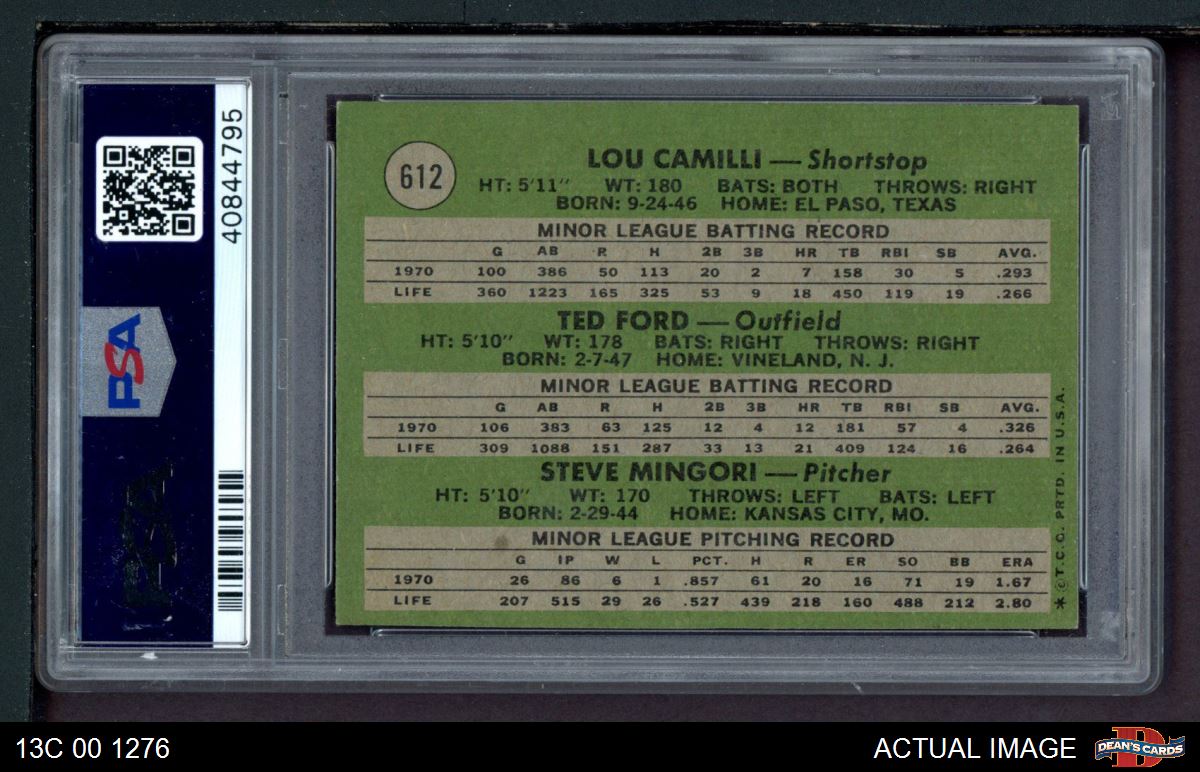 40844795
PSA
612
LOU CAMILLI — Shortstop
HT: 5'11" WT: 180 BATS: BOTH THROWS: RIGHT
BORN: 9-24-46 HOME: EL PASO, TEXAS
MINOR LEAGUE BATTING RECORD
G AB R H 2B 3B HR TB RBI SB AVG.
1970 100 386 50 113 20 2 7 158 30 5 .293
LIFE 360 1223 165 325 53 9 18 450 119 19 .266
TED FORD — Outfield
HT: 5'10" WT: 178 BATS: RIGHT THROWS: RIGHT
BORN: 2-7-47 HOME: VINELAND, N. J.
MINOR LEAGUE BATTING RECORD
G AB R H 2B 3B HR TB RBI SB AVG.
1970 106 383 63 125 12 4 12 181 57 4 .326
LIFE 309 1088 151 287 33 13 21 409 124 16 .264
STEVE MINGORI — Pitcher
HT: 5'10" WT: 170 THROWS: LEFT BATS: LEFT
BORN: 2-29-44 HOME: KANSAS CITY, MO.
MINOR LEAGUE PITCHING RECORD
G IP W L PCT. H R ER SO BB ERA
1970 26 86 6 1 .857 61 20 16 71 19 1.67
LIFE 207 515 29 26 .527 439 218 160 488 212 2.80
* © T.C.G. PRTD. IN U.S.A.
13C 00 1276
ACTUAL IMAGE
D
DEAN'S CARDS